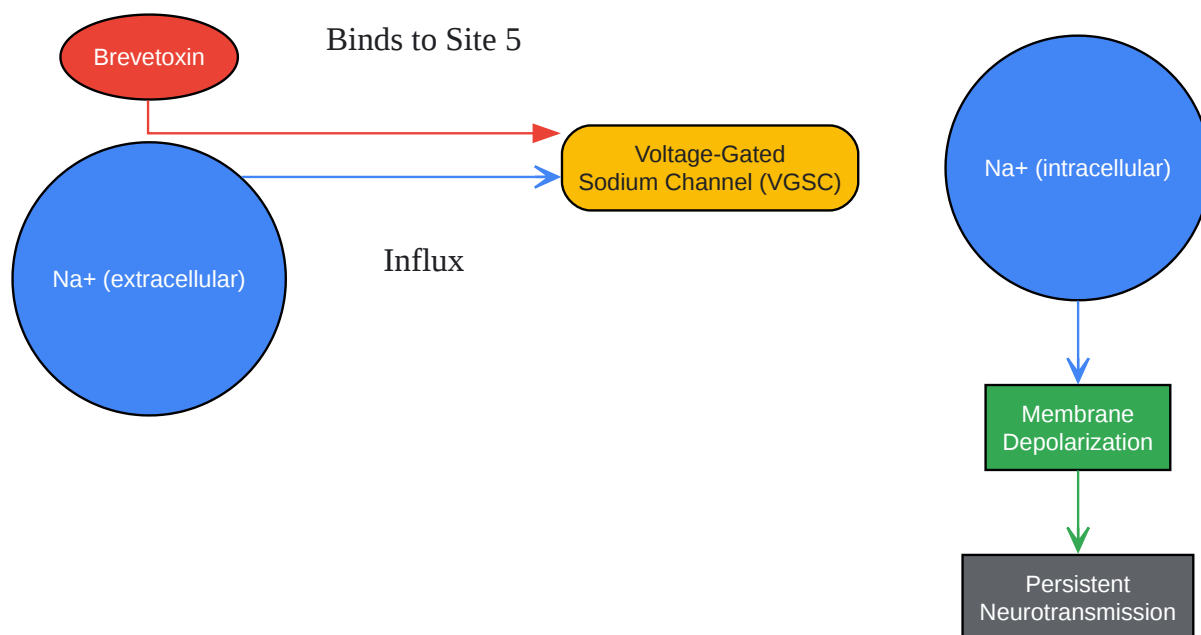 Brevetoxin
Binds to Site 5
Voltage-Gated
Sodium Channel (VGSC)
Na+ (intracellular)
Na+ (extracellular)
Influx
Membrane
Depolarization
Persistent
Neurotransmission